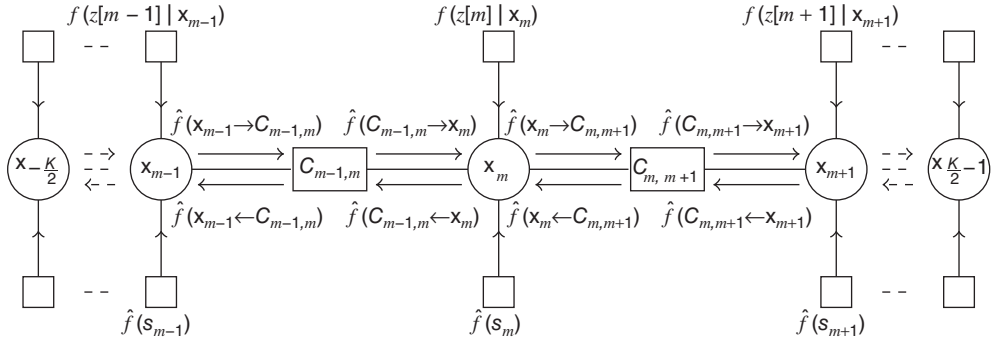 f(z[m − 1] | x_{m−1}) f(z[m] | x_m) f(z[m + 1] | x_{m+1})
f̂(x_{m−1}→C_{m−1,m}) f̂(C_{m−1,m}→x_m) f̂(x_m→C_{m,m+1}) f̂(C_{m,m+1}→x_{m+1})
x_{−K/2} x_{m−1} C_{m−1,m} x_m C_{m, m+1} x_{m+1} x_{K/2−1}
f̂(x_{m−1}←C_{m−1,m}) f̂(C_{m−1,m}←x_m) f̂(x_m←C_{m,m+1}) f̂(C_{m,m+1}←x_{m+1})
f̂(s_{m−1}) f̂(s_m) f̂(s_{m+1})